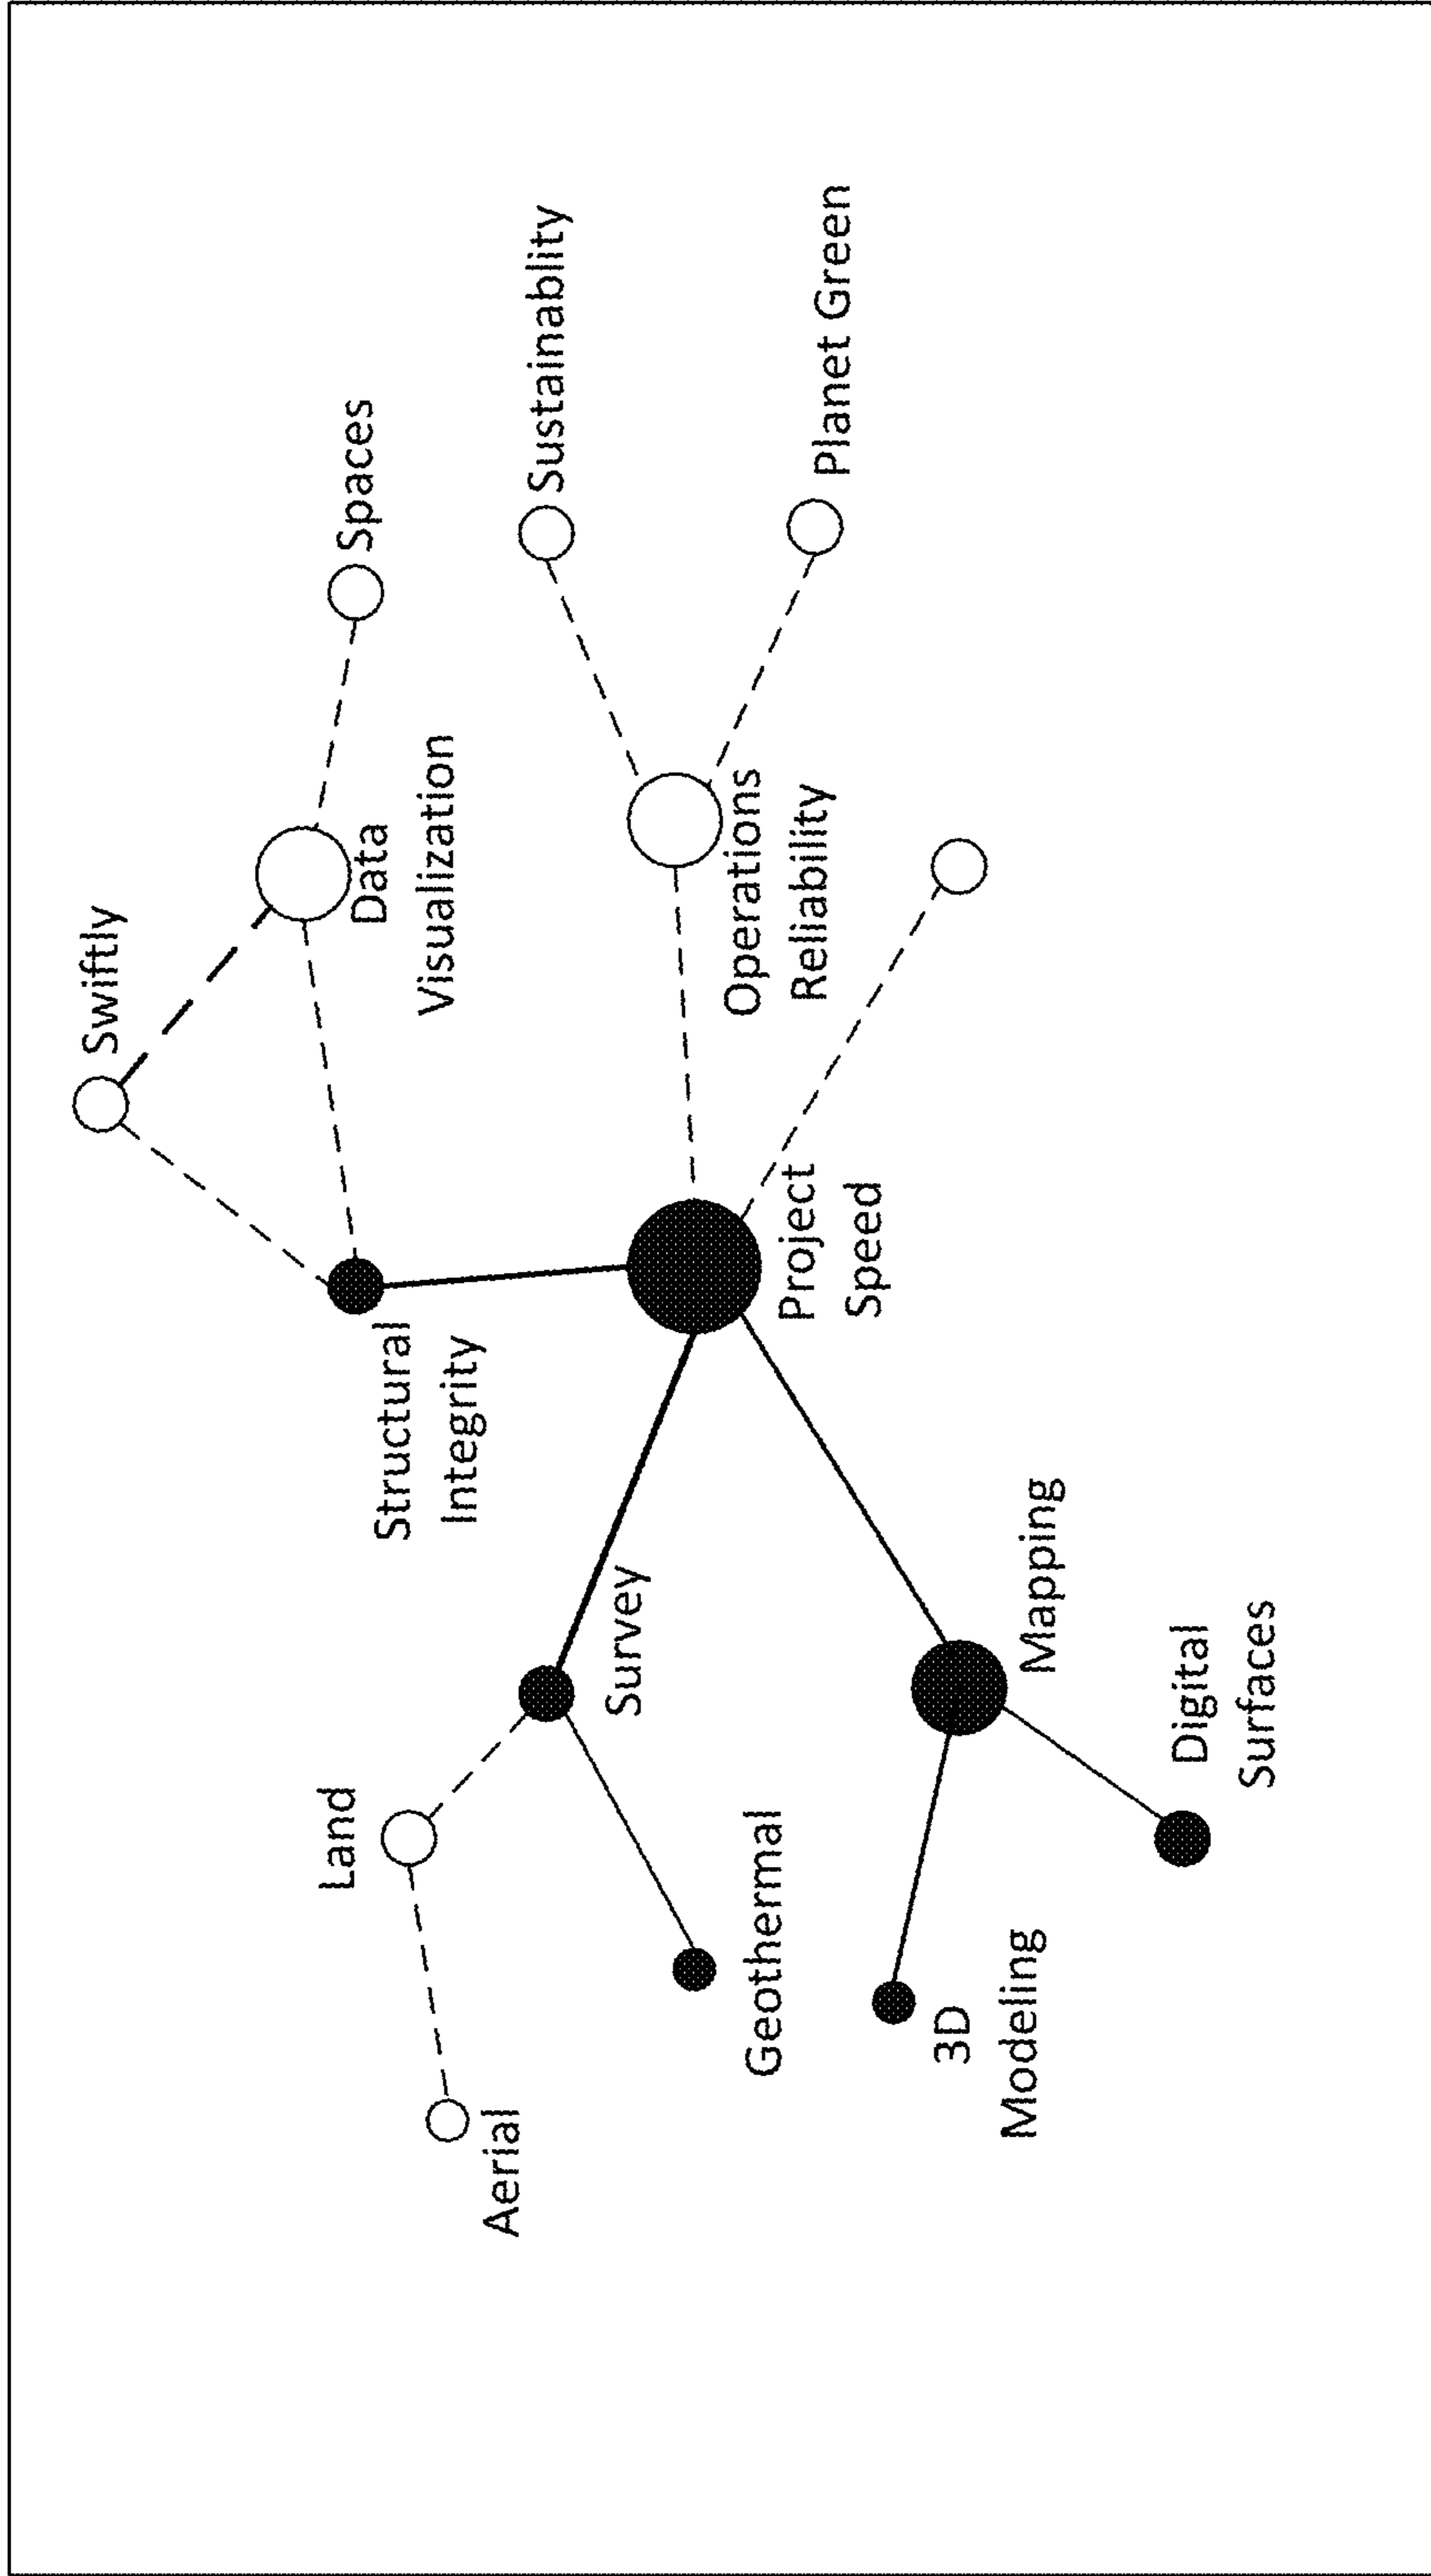 Swiftly
Data
Visualization
Spaces
Structural
Integrity
Sustainablity
Land
Aerial
Survey
Geothermal
Project
Speed
Operations
Reliability
Planet Green
3D
Modeling
Mapping
Digital
Surfaces